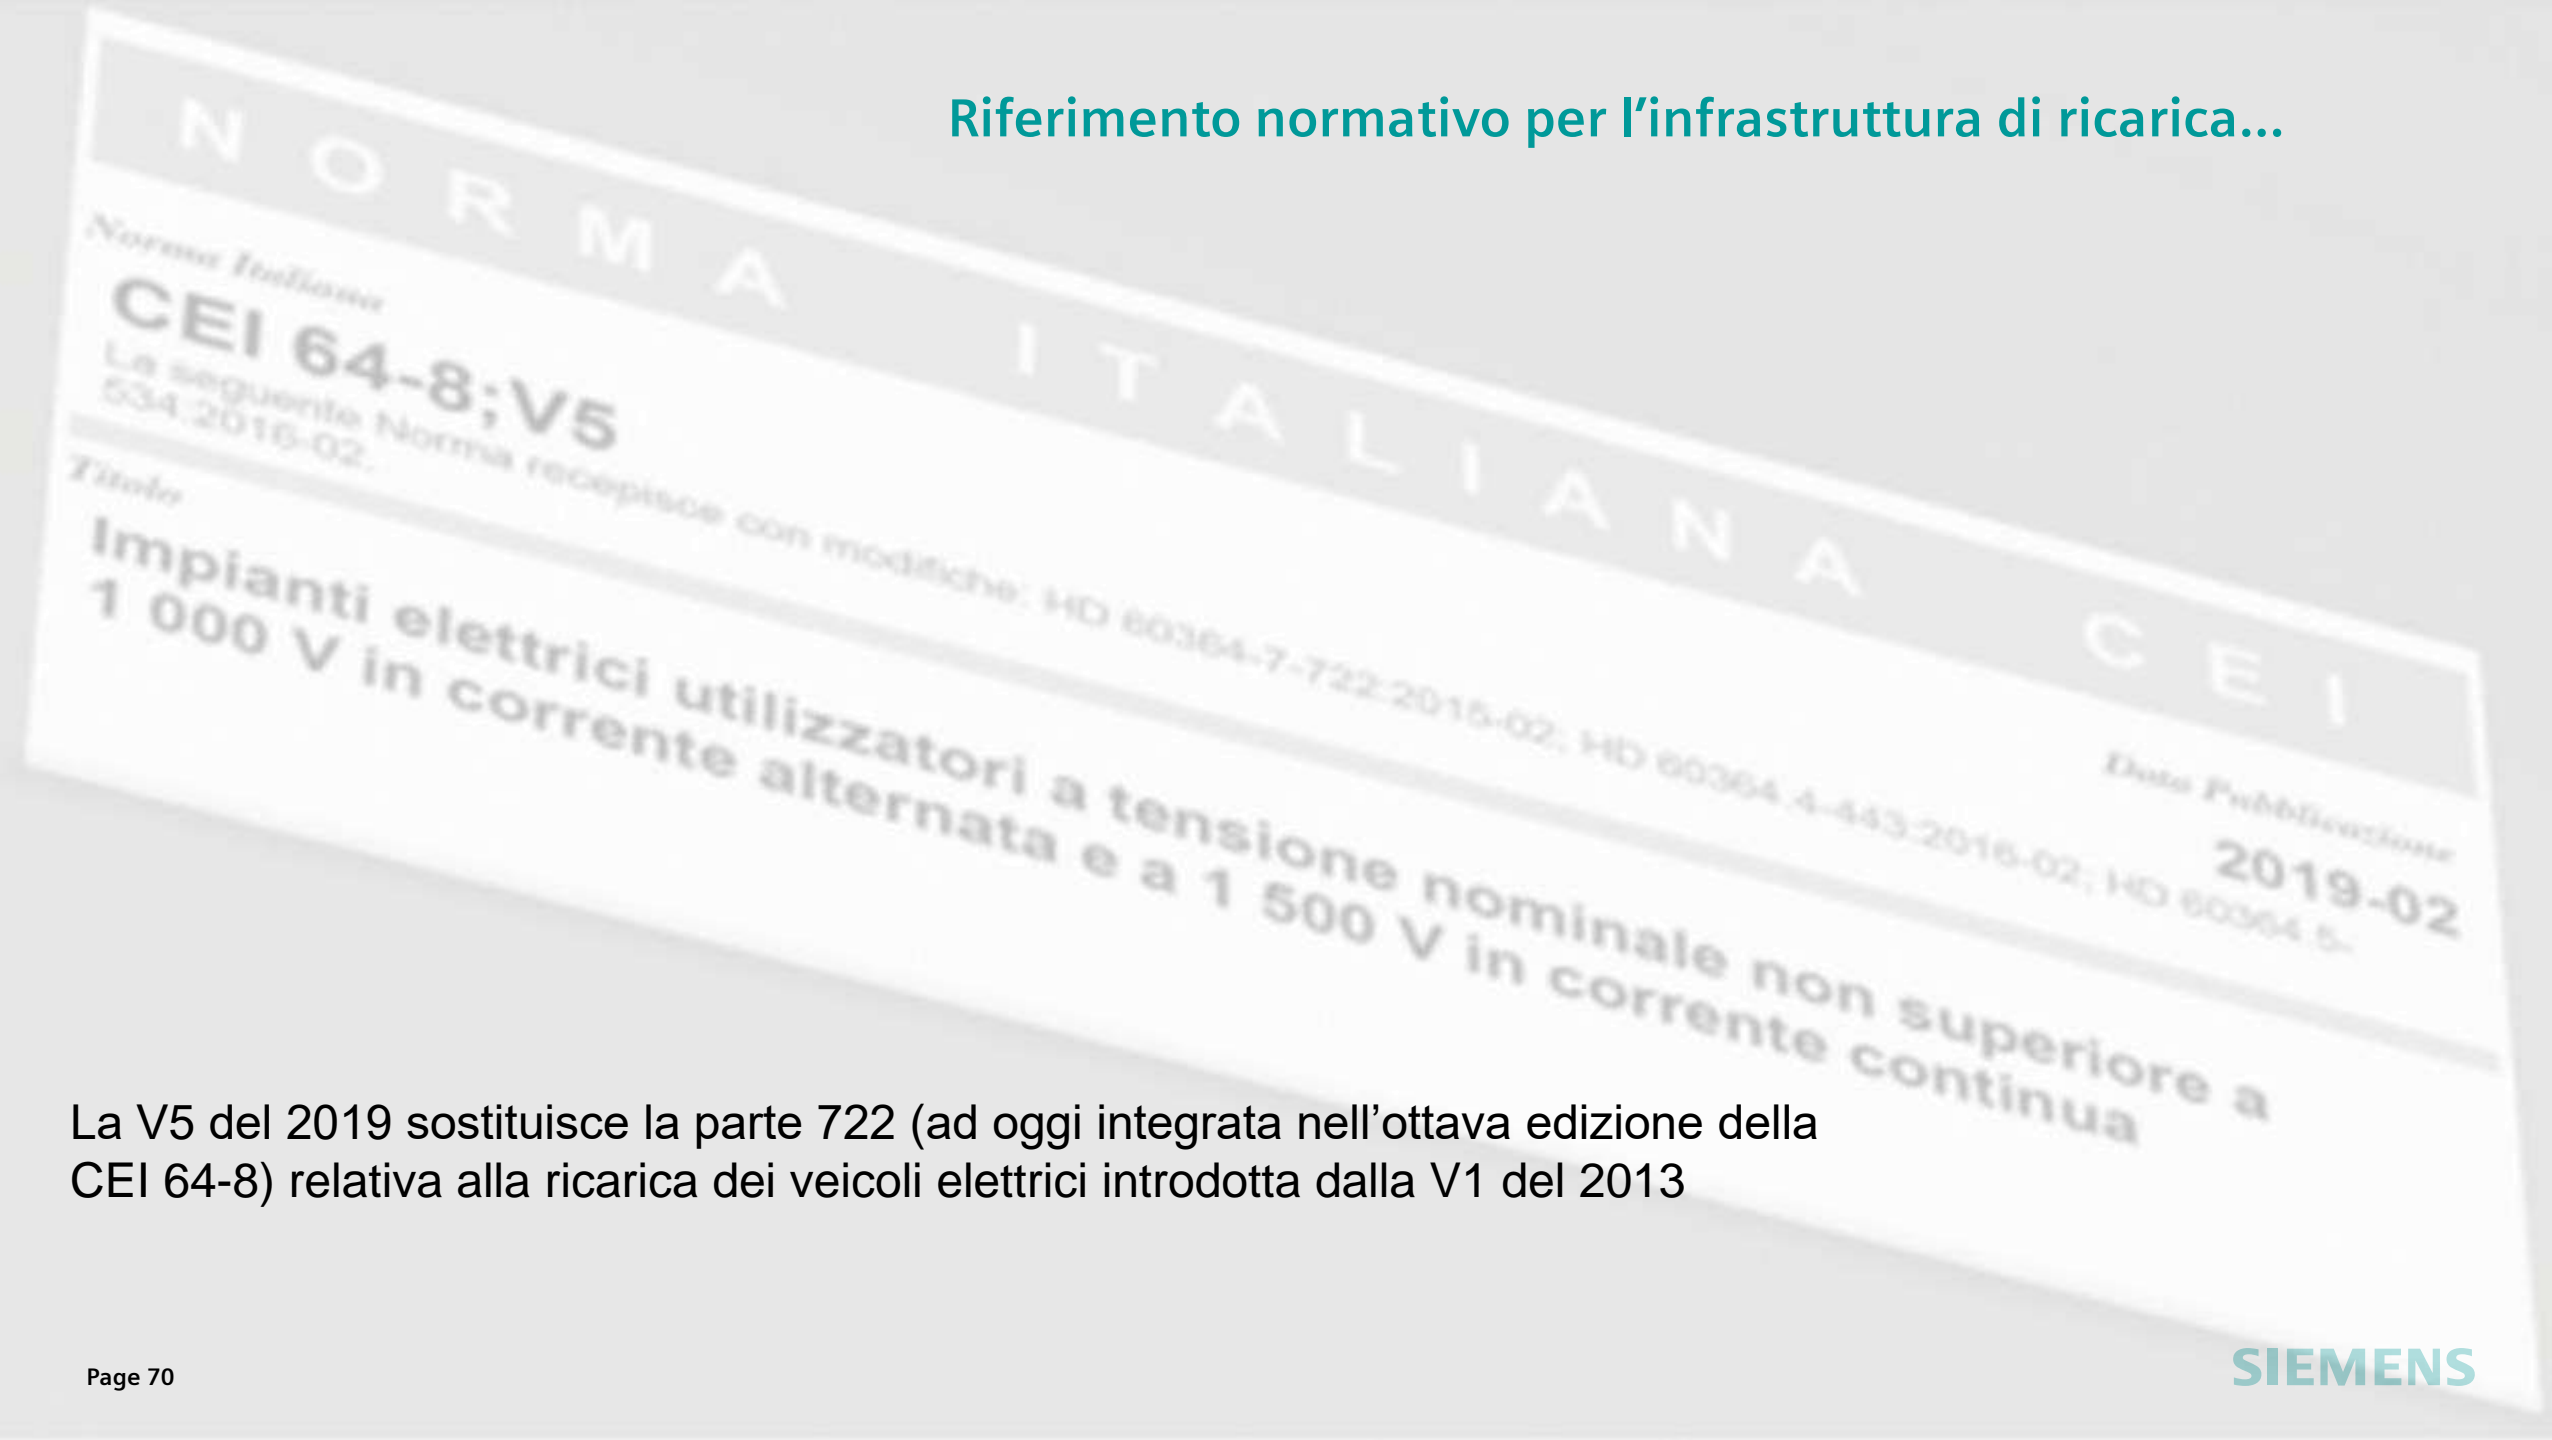 Riferimento normativo per l’infrastruttura di ricarica...
NORMA ITALIANA CEI
Norma Italiana
CEI 64-8;V5
La seguente Norma recepisce con modifiche: HD 60364-7-722:2015-02; HD 60364.4-443:2016-02; HD 60364.5-
534:2016-02.
Data Pubblicazione
2019-02
Titolo
Impianti elettrici utilizzatori a tensione nominale non superiore a
1 000 V in corrente alternata e a 1 500 V in corrente continua
La V5 del 2019 sostituisce la parte 722 (ad oggi integrata nell’ottava edizione della
CEI 64-8) relativa alla ricarica dei veicoli elettrici introdotta dalla V1 del 2013
Page 70
SIEMENS